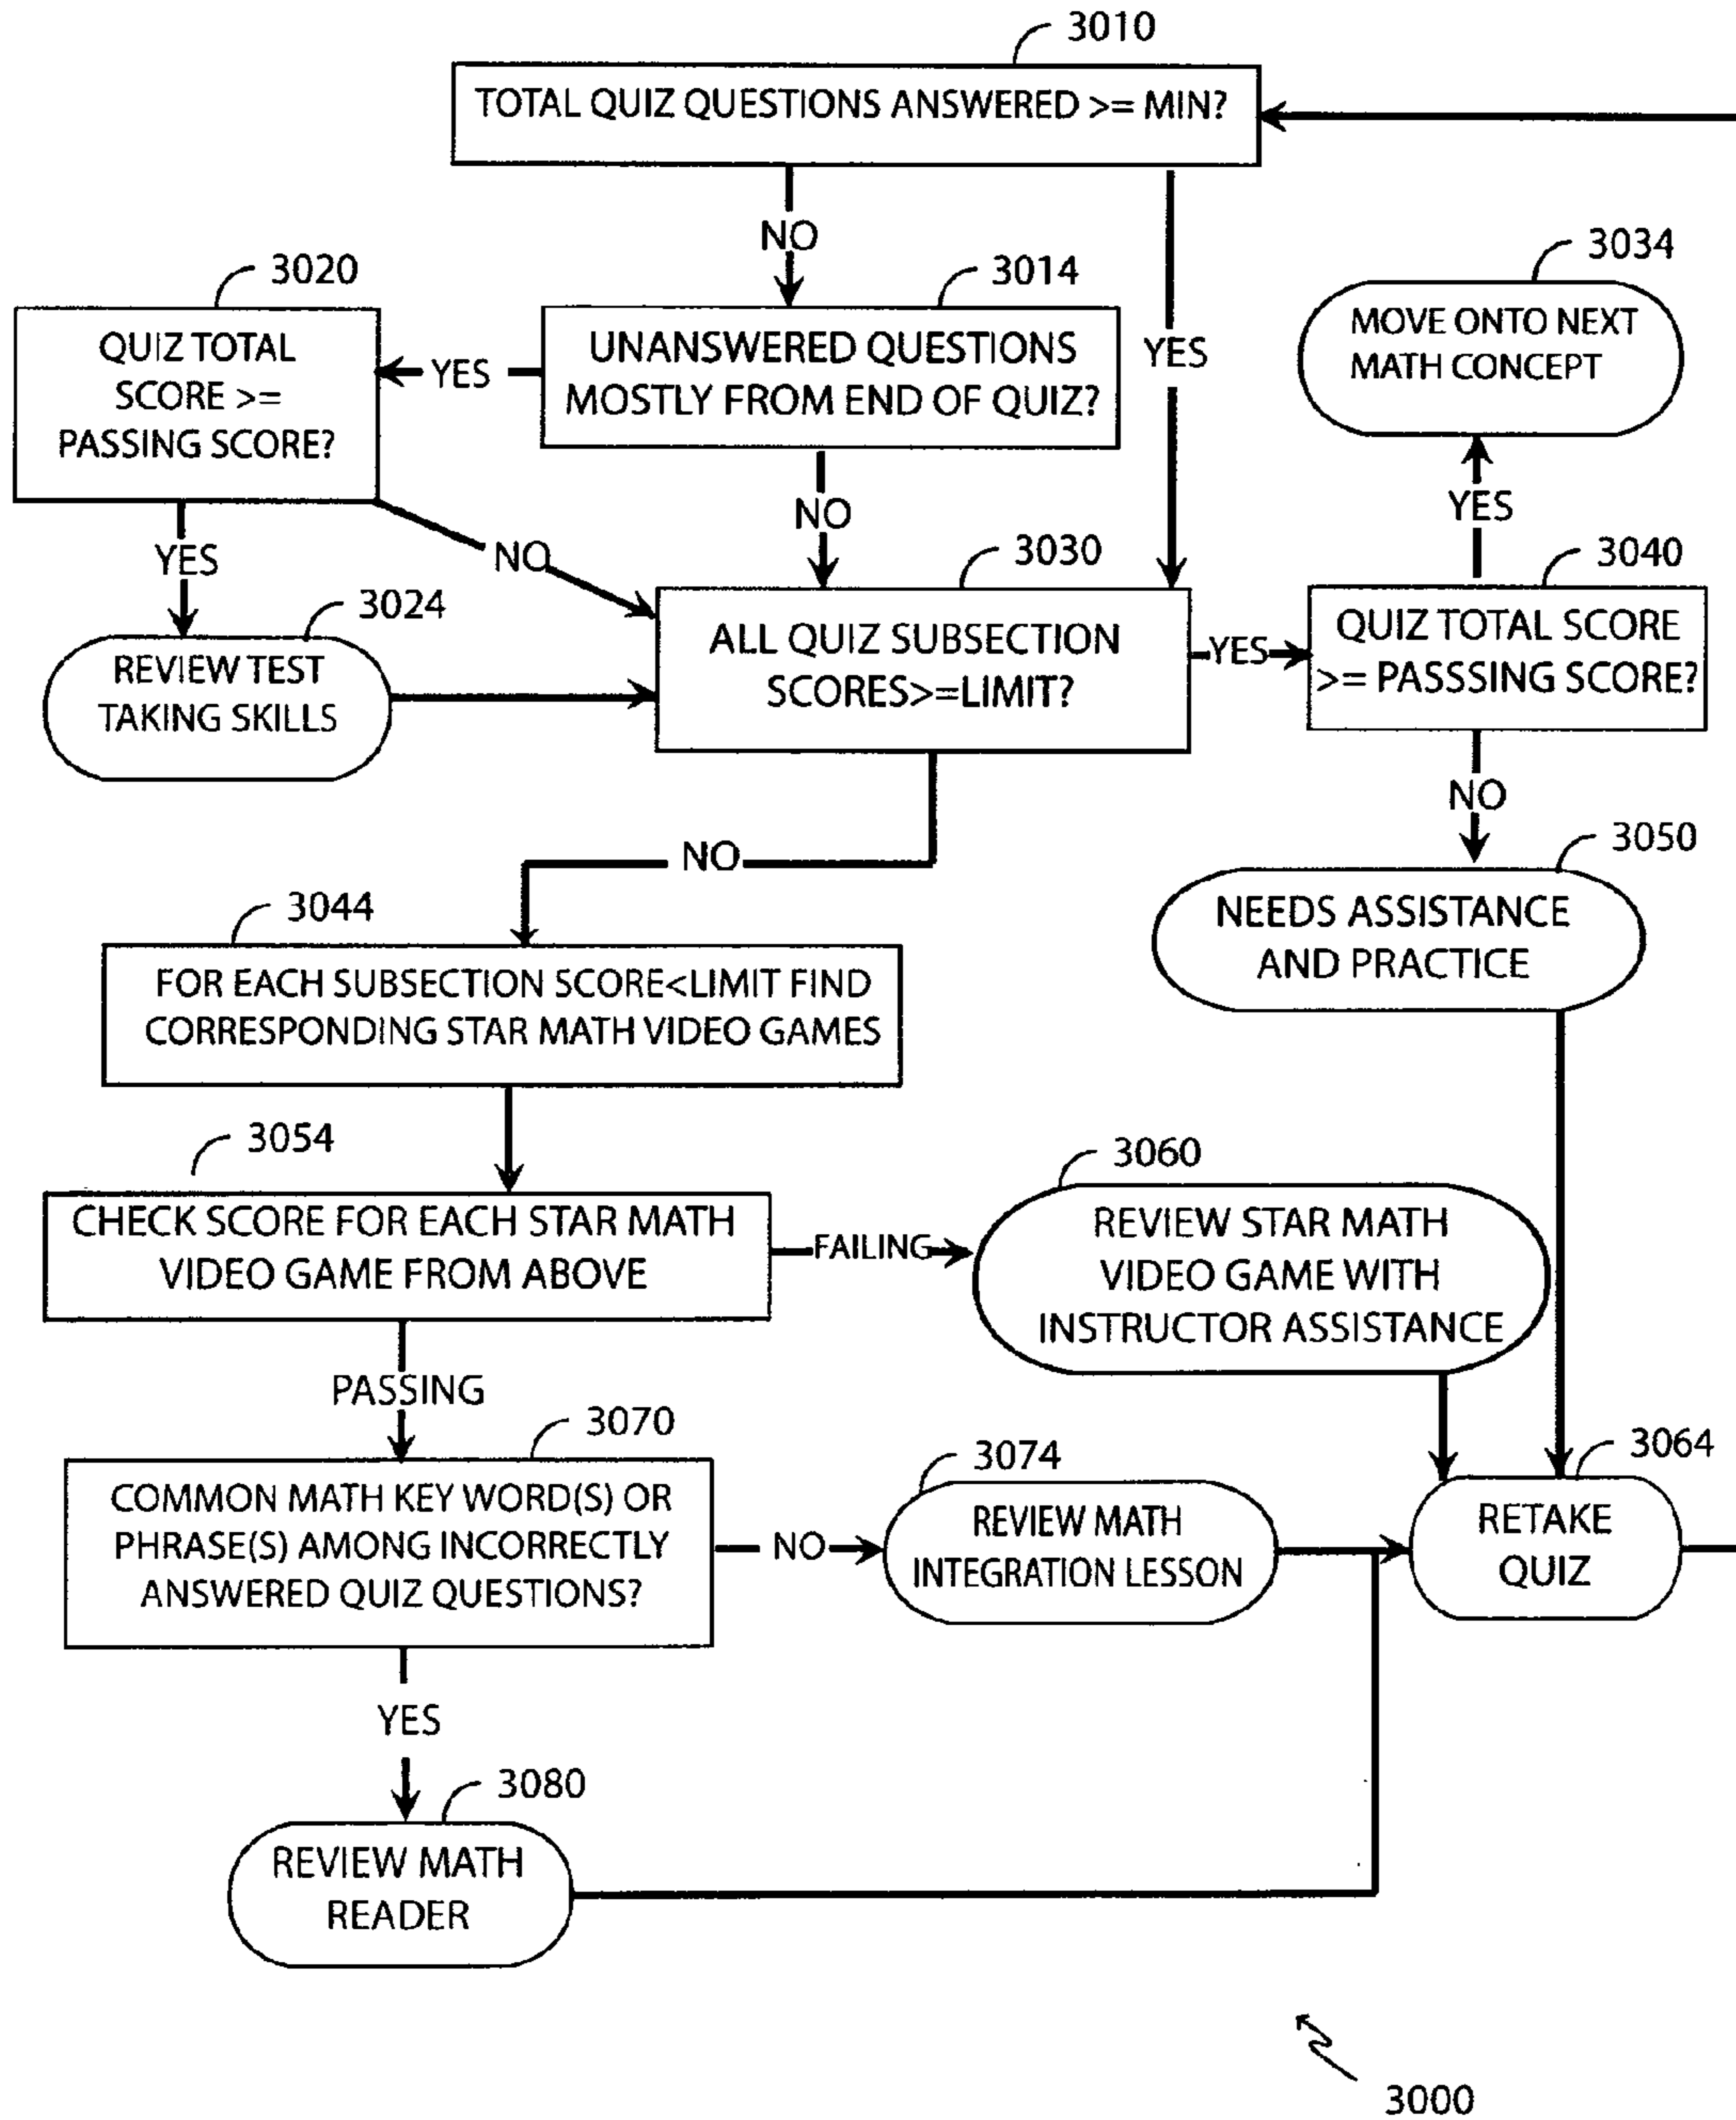 3010
TOTAL QUIZ QUESTIONS ANSWERED >= MIN?
NO
YES
3020
QUIZ TOTAL
SCORE >=
PASSING SCORE?
YES
3014
UNANSWERED QUESTIONS
MOSTLY FROM END OF QUIZ?
3034
MOVE ONTO NEXT
MATH CONCEPT
YES
NO
NO
YES
3024
REVIEW TEST
TAKING SKILLS
3030
ALL QUIZ SUBSECTION
SCORES>=LIMIT?
YES
3040
QUIZ TOTAL SCORE
>= PASSSING SCORE?
NO
NO
3050
NEEDS ASSISTANCE
AND PRACTICE
3044
FOR EACH SUBSECTION SCORE<LIMIT FIND
CORRESPONDING STAR MATH VIDEO GAMES
3054
CHECK SCORE FOR EACH STAR MATH
VIDEO GAME FROM ABOVE
FAILING
3060
REVIEW STAR MATH
VIDEO GAME WITH
INSTRUCTOR ASSISTANCE
PASSING
3070
COMMON MATH KEY WORD(S) OR
PHRASE(S) AMONG INCORRECTLY
ANSWERED QUIZ QUESTIONS?
NO
3074
REVIEW MATH
INTEGRATION LESSON
3064
RETAKE
QUIZ
YES
3080
REVIEW MATH
READER
3000